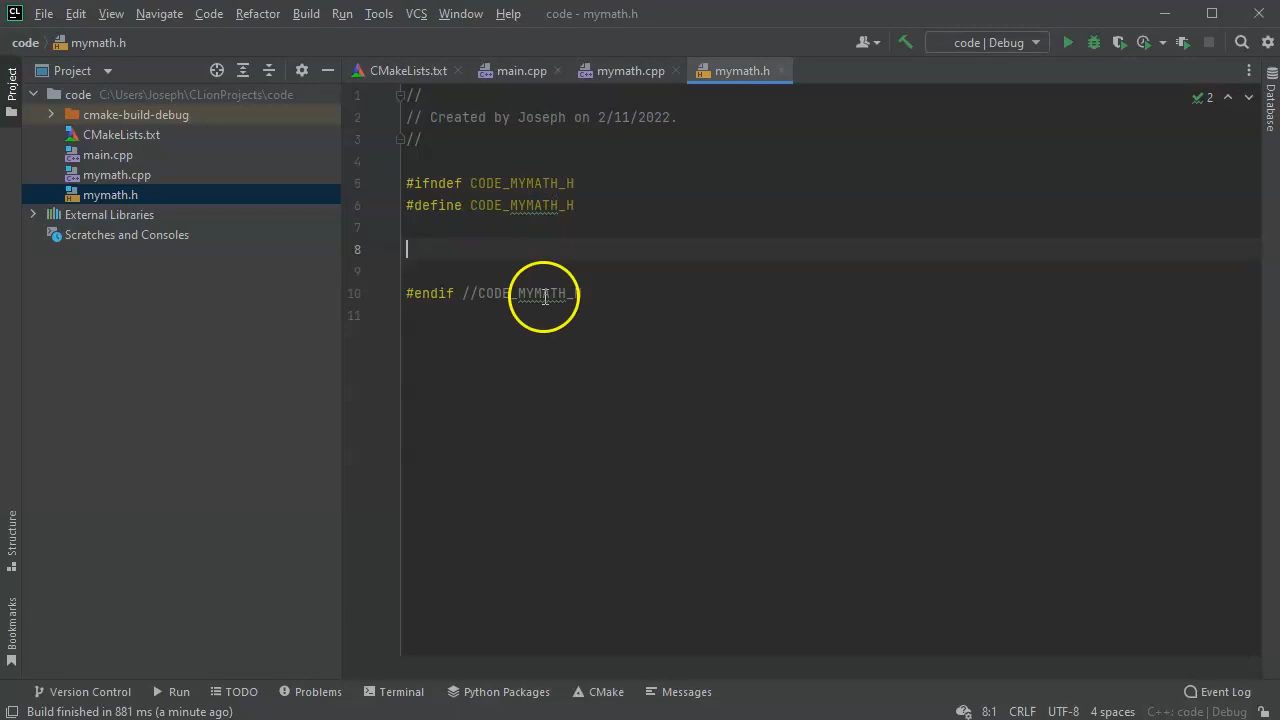 CL File Edit View Navigate Code Refactor Build Run Tools VCS Window Help code - mymath.h
code mymath.h code | Debug
Project Project CMakeLists.txt main.cpp mymath.cpp mymath.h
code C:\Users\Joseph\CLionProjects\code
cmake-build-debug
CMakeLists.txt
main.cpp
mymath.cpp
mymath.h
External Libraries
Scratches and Consoles
1 //
2 // Created by Joseph on 2/11/2022.
3 //
4
5 #ifndef CODE_MYMATH_H
6 #define CODE_MYMATH_H
7
8
9
10 #endif //CODE_MYMATH_H
11
2
Database
Structure
Bookmarks
Version Control Run TODO Problems Terminal Python Packages CMake Messages Event Log
Build finished in 881 ms (a minute ago) 8:1 CRLF UTF-8 4 spaces C++: code | Debug